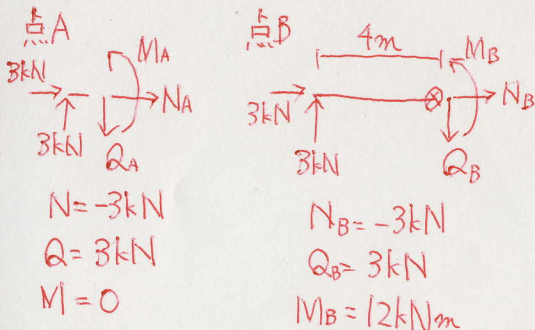 点A
3kN
MA
NA
3kN
QA
N=-3kN
Q=3kN
M=0
点B
4m
MB
3kN
NB
3kN
QB
NB=-3kN
QB=3kN
MB=12kNm